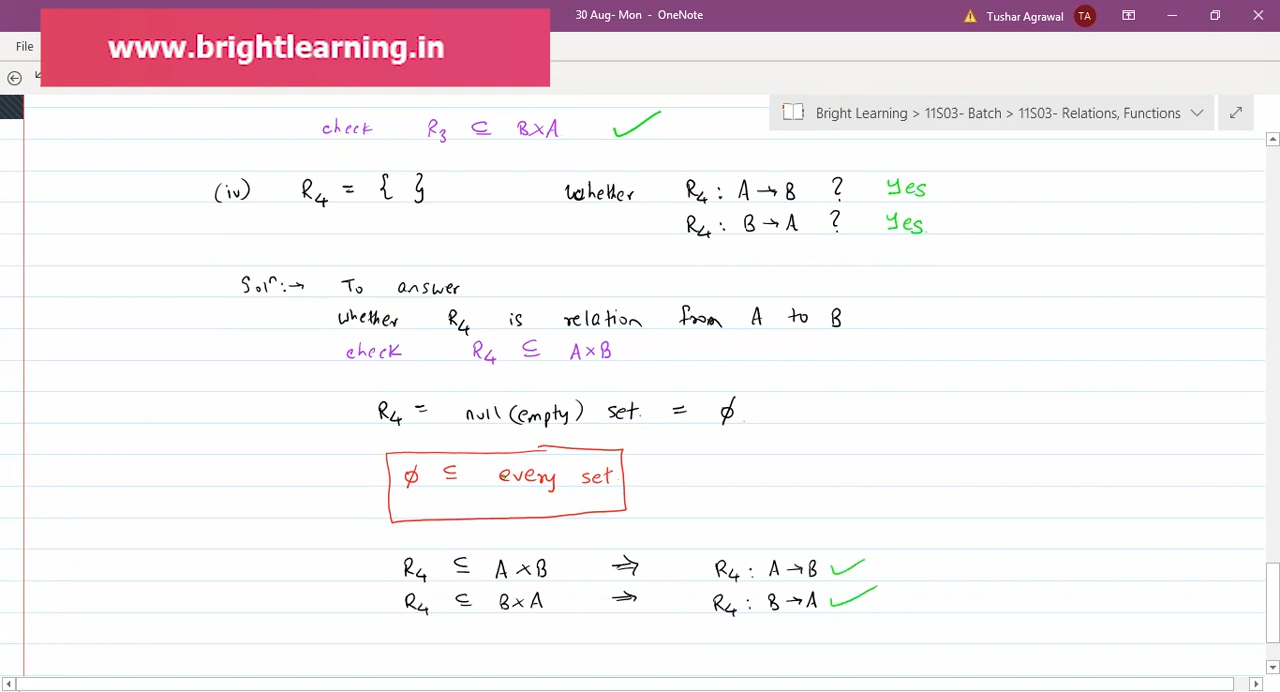 30 Aug- Mon - OneNote
Tushar Agrawal TA
File
www.brightlearning.in
Bright Learning > 11S03- Batch > 11S03- Relations, Functions
check R₃ ⊆ B×A ✓
(iv) R₄ = { } whether R₄ : A → B ? Yes
R₄ : B → A ? Yes.
Solⁿ:→ To answer
whether R₄ is relation from A to B
check R₄ ⊆ A×B
R₄ = null (empty) set. = ϕ.
ϕ ⊆ every set.
R₄ ⊆ A×B ⇒ R₄ : A → B ✓
R₄ ⊆ B×A ⇒ R₄ : B → A ✓